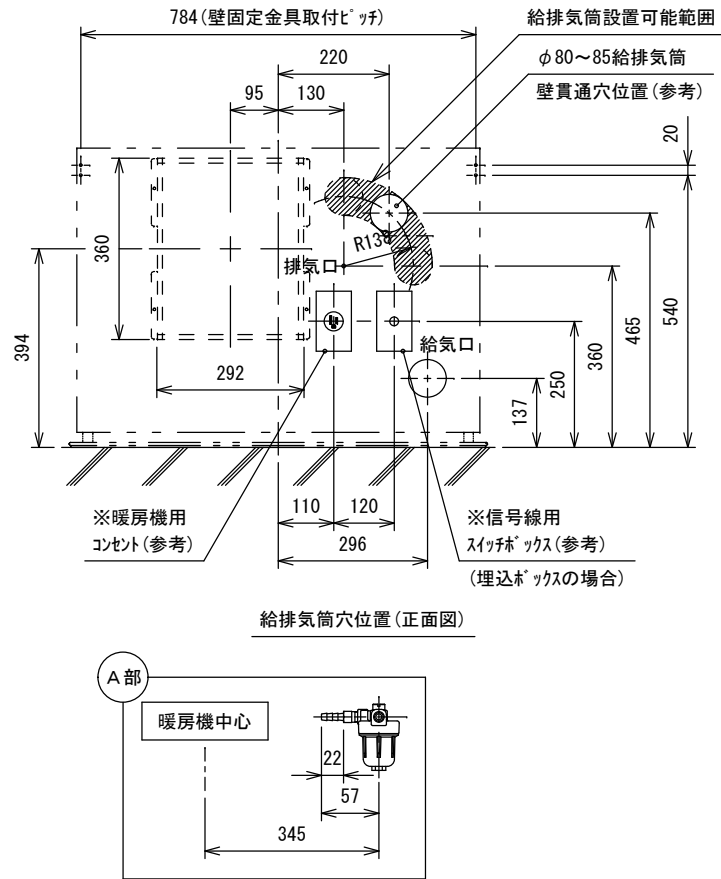 784(壁固定金具取付ﾋﾟｯﾁ)
給排気筒設置可能範囲
220
φ80～85給排気筒
壁貫通穴位置(参考)
95
130
20
360
R135
排気口
394
292
給気口
137
250
360
465
540
110
120
296
※暖房機用
ｺﾝｾﾝﾄ(参考)
※信号線用
ｽｲｯﾁﾎﾞｯｸｽ(参考)
(埋込ﾎﾞｯｸｽの場合)
給排気筒穴位置(正面図)
A部
暖房機中心
22
57
345